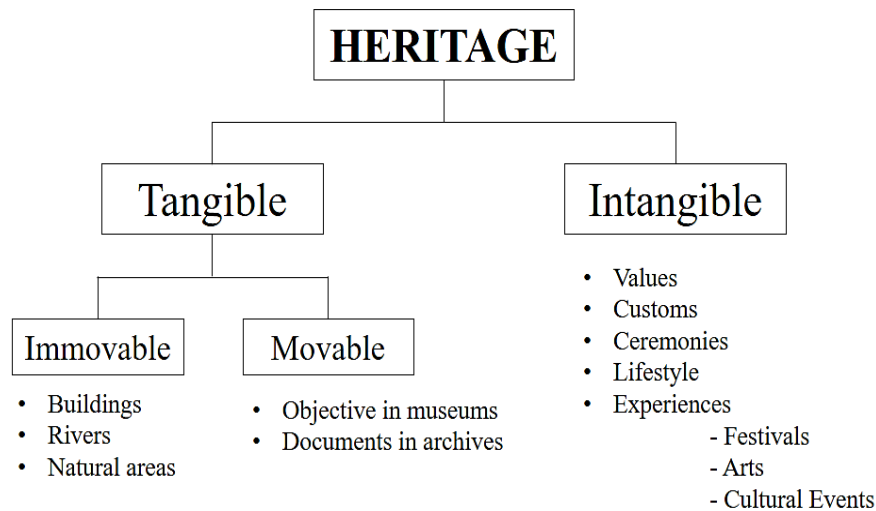 HERITAGE
Tangible
Intangible
Immovable
Movable
• Buildings
• Rivers
• Natural areas
• Objective in museums
• Documents in archives
• Values
• Customs
• Ceremonies
• Lifestyle
• Experiences
- Festivals
- Arts
- Cultural Events